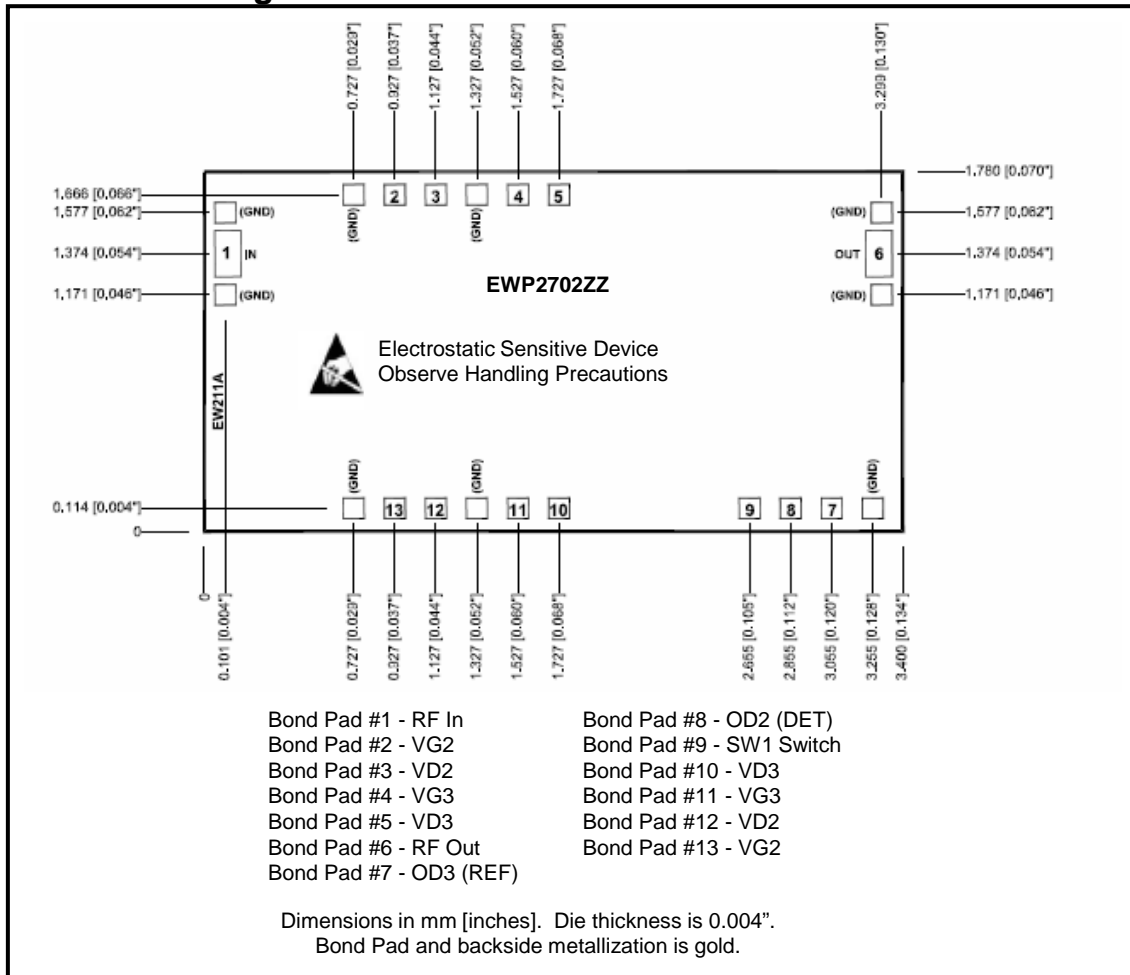 0.727 [0.029"]
0.927 [0.037"]
1.127 [0.044"]
1.327 [0.052"]
1.527 [0.060"]
1.727 [0.068"]
3.299 [0.130"]
1.780 [0.070"]
1.666 [0.066"]
1.577 [0.062"]
1.374 [0.054"]
1.171 [0.046"]
(GND)
1 IN
(GND)
(GND)
2
3
(GND)
4
5
(GND)
OUT 6
(GND)
1.577 [0.062"]
1.374 [0.054"]
1.171 [0.046"]
EWP2702ZZ
Electrostatic Sensitive Device
Observe Handling Precautions
EW211A
0.114 [0.004"]
0
(GND)
13
12
(GND)
11
10
9
8
7
(GND)
0
0.101 [0.004"]
0.727 [0.029"]
0.927 [0.037"]
1.127 [0.044"]
1.327 [0.052"]
1.527 [0.060"]
1.727 [0.068"]
2.655 [0.105"]
2.855 [0.112"]
3.055 [0.120"]
3.255 [0.128"]
3.400 [0.134"]
Bond Pad #1 - RF In
Bond Pad #2 - VG2
Bond Pad #3 - VD2
Bond Pad #4 - VG3
Bond Pad #5 - VD3
Bond Pad #6 - RF Out
Bond Pad #7 - OD3 (REF)
Bond Pad #8 - OD2 (DET)
Bond Pad #9 - SW1 Switch
Bond Pad #10 - VD3
Bond Pad #11 - VG3
Bond Pad #12 - VD2
Bond Pad #13 - VG2
Dimensions in mm [inches].  Die thickness is 0.004”.
Bond Pad and backside metallization is gold.